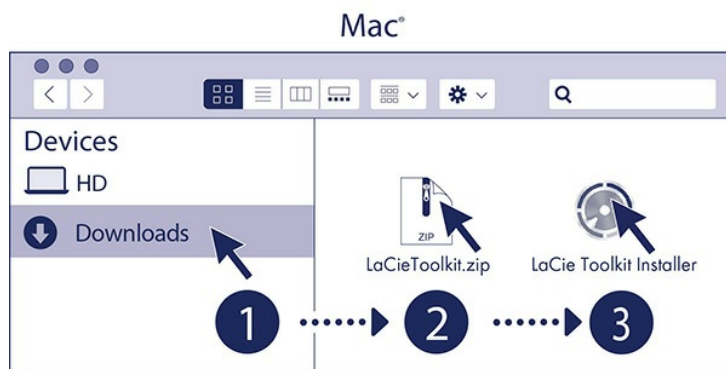 Mac®
Devices
HD
Downloads
ZIP
LaCieToolkit.zip
LaCie Toolkit Installer
1
2
3